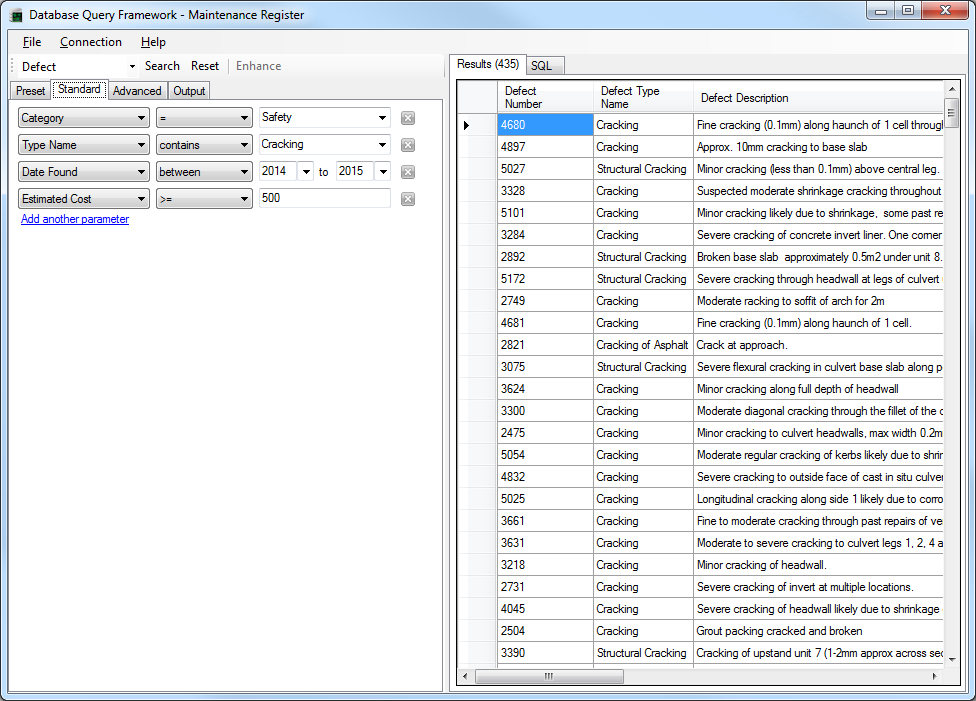 Database Query Framework - Maintenance Register
File Connection Help
Defect Search Reset Enhance
Preset Standard Advanced Output
Category = Safety
Type Name contains Cracking
Date Found between 2014 to 2015
Estimated Cost >= 500
Add another parameter
Results (435) SQL
Defect Number Defect Type Name Defect Description
4680 Cracking Fine cracking (0.1mm) along haunch of 1 cell throug
4897 Cracking Approx. 10mm cracking to base slab
5027 Structural Cracking Minor cracking (less than 0.1mm) above central leg.
3328 Cracking Suspected moderate shrinkage cracking throughout
5101 Cracking Minor cracking likely due to shrinkage, some past re
3284 Cracking Severe cracking of concrete invert liner. One corner
2892 Structural Cracking Broken base slab approximately 0.5m2 under unit 8.
5172 Structural Cracking Severe cracking through headwall at legs of culvert
2749 Cracking Moderate racking to soffit of arch for 2m
4681 Cracking Fine cracking (0.1mm) along haunch of 1 cell.
2821 Cracking of Asphalt Crack at approach.
3075 Structural Cracking Severe flexural cracking in culvert base slab along p
3624 Cracking Minor cracking along full depth of headwall
3300 Cracking Moderate diagonal cracking through the fillet of the c
2475 Cracking Minor cracking to culvert headwalls, max width 0.2m
5054 Cracking Moderate regular cracking of kerbs likely due to shrin
4832 Cracking Severe cracking to outside face of cast in situ culver
5025 Cracking Longitudinal cracking along side 1 likely due to corro
3661 Cracking Fine to moderate cracking through past repairs of ve
3631 Cracking Moderate to severe cracking to culvert legs 1, 2, 4 a
3218 Cracking Minor cracking of headwall.
2731 Cracking Severe cracking of invert at multiple locations.
4045 Cracking Severe cracking of headwall likely due to shrinkage
2504 Cracking Grout packing cracked and broken
3390 Structural Cracking Cracking of upstand unit 7 (1-2mm approx across sec